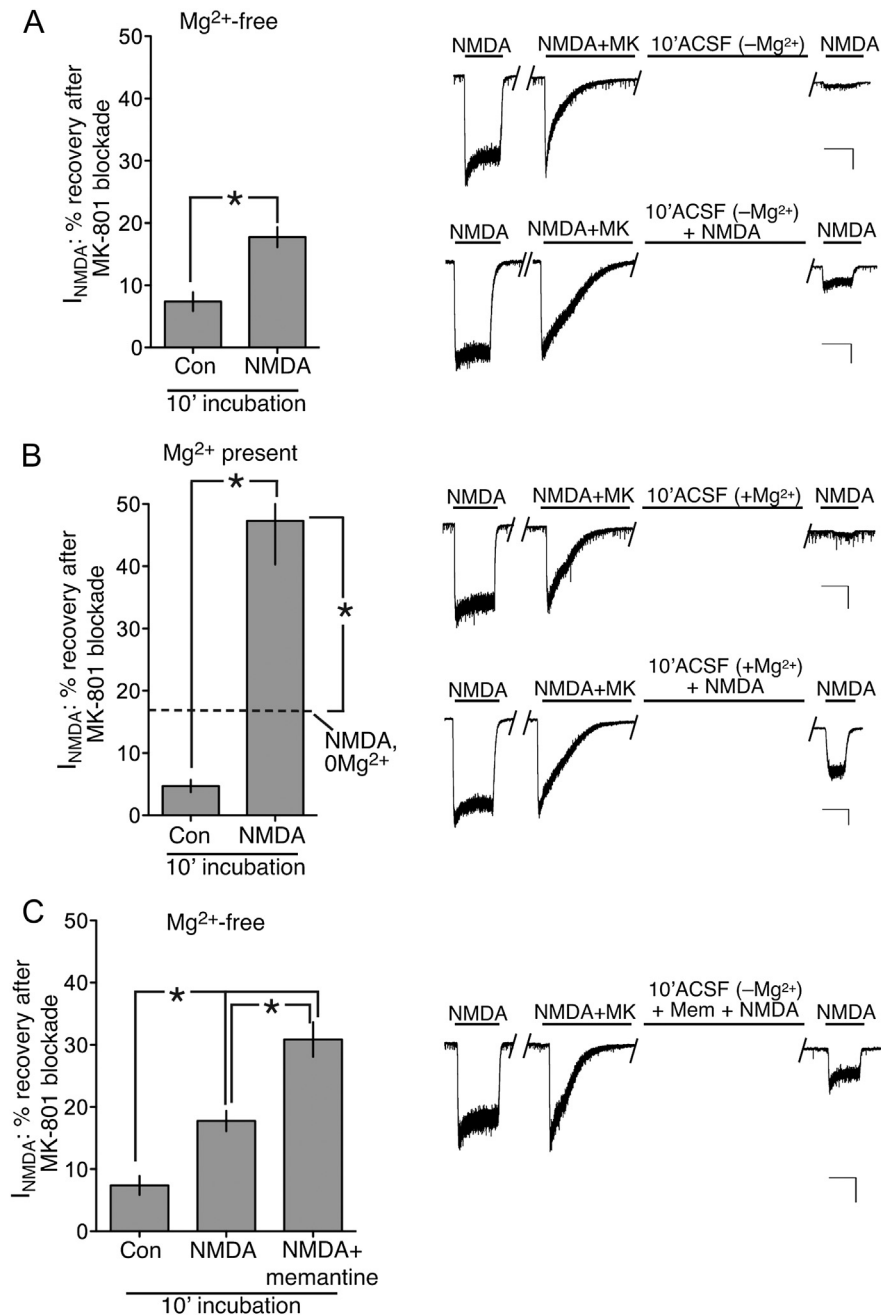 A
Mg2+-free
50
40
30
20
10
0
INMDA: % recovery after
MK-801 blockade
*
Con
NMDA
10' incubation
NMDA
NMDA+MK
10'ACSF (–Mg2+)
NMDA
NMDA
NMDA+MK
10'ACSF (-Mg2+)
+ NMDA
NMDA
B
Mg2+ present
50
40
30
20
10
0
INMDA: % recovery after
MK-801 blockade
*
*
NMDA,
0Mg2+
Con
NMDA
10' incubation
NMDA
NMDA+MK
10'ACSF (+Mg2+)
NMDA
NMDA
NMDA+MK
10'ACSF (+Mg2+)
+ NMDA
NMDA
C
Mg2+-free
50
40
30
20
10
0
INMDA: % recovery after
MK-801 blockade
*
*
Con
NMDA
NMDA+
memantine
10' incubation
NMDA
NMDA+MK
10'ACSF (–Mg2+)
+ Mem + NMDA
NMDA